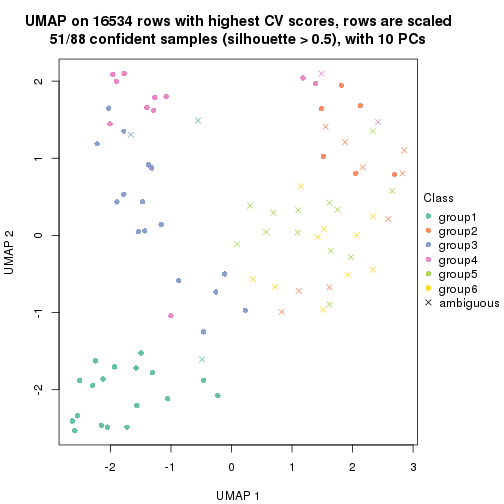 UMAP on 16534 rows with highest CV scores, rows are scaled
51/88 confident samples (silhouette > 0.5), with 10 PCs
2
1
0
-1
-2
UMAP 2
-2
-1
0
1
2
3
UMAP 1
Class
group1
group2
group3
group4
group5
group6
ambiguous